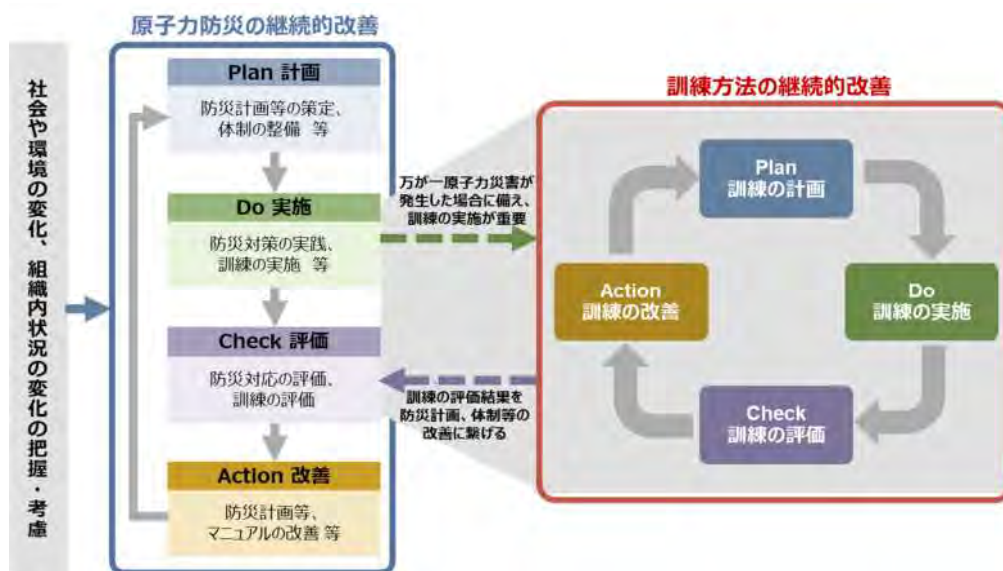 原子力防災の継続的改善
社会や環境の変化、組織内状況の変化の把握・考慮
Plan 計画
防災計画等の策定、
体制の整備 等
Do 実施
防災対策の実践、
訓練の実施 等
Check 評価
防災対応の評価、
訓練の評価
Action 改善
防災計画等、
マニュアルの改善 等
万が一原子力災害が
発生した場合に備え、
訓練の実施が重要
訓練の評価結果を
防災計画、体制等の
改善に繋げる
訓練方法の継続的改善
Plan
訓練の計画
Do
訓練の実施
Check
訓練の評価
Action
訓練の改善